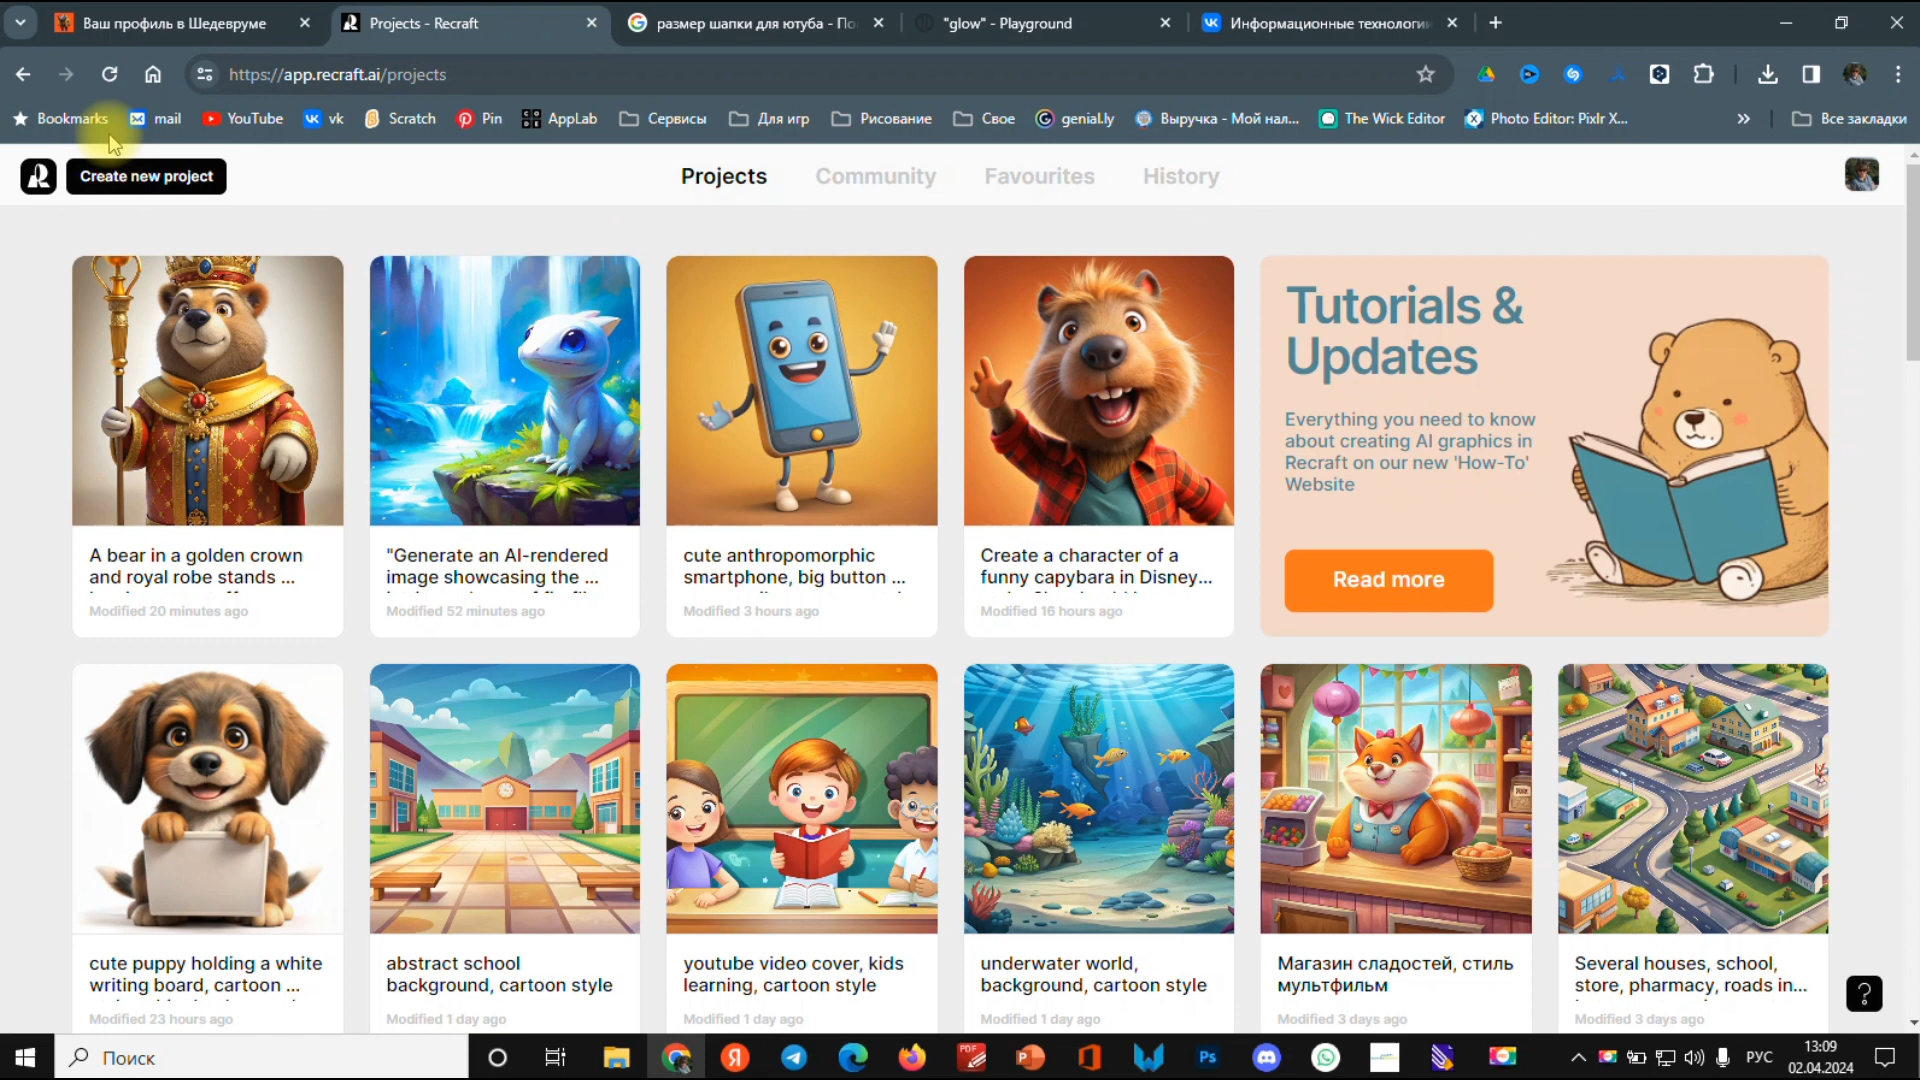 Ваш профиль в Шедевруме
Projects - Recraft
размер шапки для ютуба - По
"glow" - Playground
Информационные технологии
https://app.recraft.ai/projects
Bookmarks
mail
YouTube
vk
Scratch
Pin
AppLab
Сервисы
Для игр
Рисование
Свое
genial.ly
Выручка - Мой нал...
The Wick Editor
Photo Editor: Pixlr X...
Все закладки
Create new project
Projects
Community
Favourites
History
Tutorials &
Updates
Everything you need to know
about creating AI graphics in
Recraft on our new 'How-To'
Website
Read more
A bear in a golden crown
and royal robe stands ...
Modified 20 minutes ago
"Generate an AI-rendered
image showcasing the ...
Modified 52 minutes ago
cute anthropomorphic
smartphone, big button ...
Modified 3 hours ago
Create a character of a
funny capybara in Disney...
Modified 16 hours ago
cute puppy holding a white
writing board, cartoon ...
Modified 23 hours ago
abstract school
background, cartoon style
Modified 1 day ago
youtube video cover, kids
learning, cartoon style
Modified 1 day ago
underwater world,
background, cartoon style
Modified 1 day ago
Магазин сладостей, стиль
мультфильм
Modified 3 days ago
Several houses, school,
store, pharmacy, roads in...
Modified 3 days ago
?
Поиск
РУС
13:09
02.04.2024